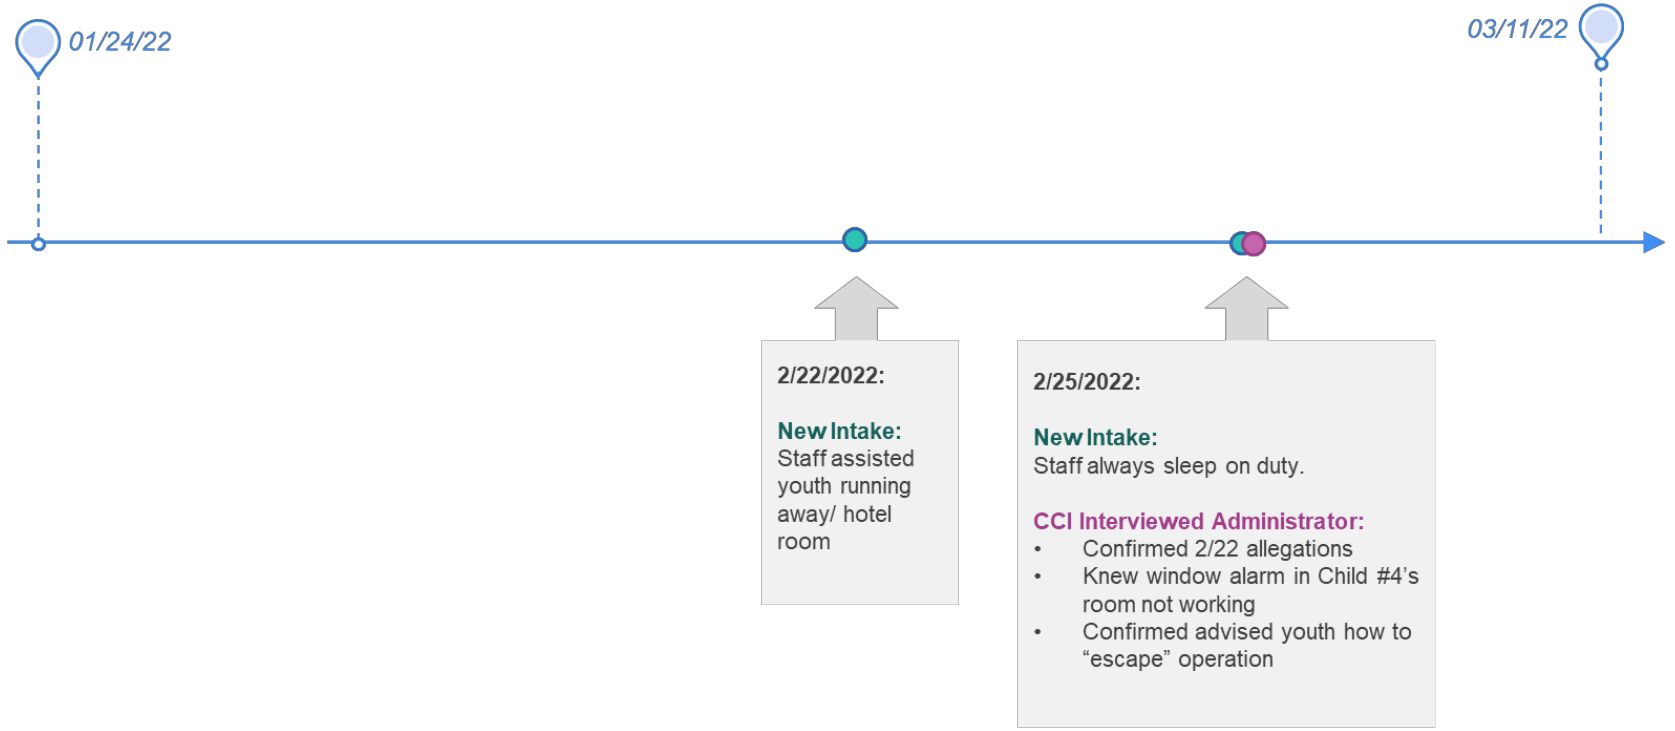 01/24/22
03/11/22
2/22/2022:
New Intake:
Staff assisted
youth running
away/ hotel
room
2/25/2022:
New Intake:
Staff always sleep on duty.
CCI Interviewed Administrator:
• Confirmed 2/22 allegations
• Knew window alarm in Child #4’s
room not working
• Confirmed advised youth how to
“escape” operation